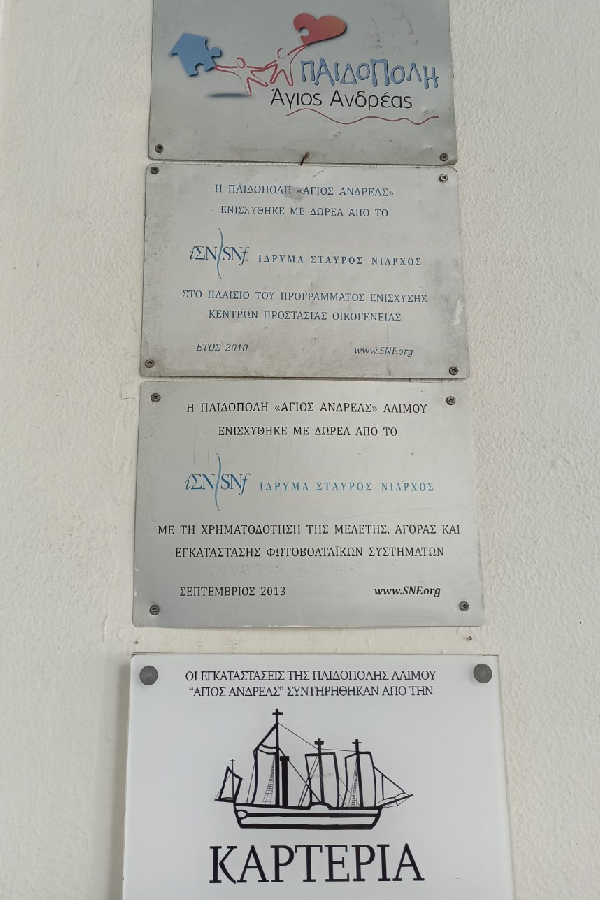 ΠΑΙΔΟΠΟΛΗ
Άγιος Ανδρέας
Η ΠΑΙΔΟΠΟΛΗ «ΑΓΙΟΣ ΑΝΔΡΕΑΣ»
ΕΝΙΣΧΥΘΗΚΕ ΜΕ ΔΩΡΕΑ ΑΠΟ ΤΟ
ἱΣΝ/SNf ΙΔΡΥΜΑ ΣΤΑΥΡΟΣ ΝΙΑΡΧΟΣ
ΣΤΟ ΠΛΑΙΣΙΟ ΤΟΥ ΠΡΟΓΡΑΜΜΑΤΟΣ ΕΝΙΣΧΥΣΗΣ
ΚΕΝΤΡΩΝ ΠΡΟΣΤΑΣΙΑΣ ΟΙΚΟΓΕΝΕΙΑΣ
ΕΤΟΣ 2010 www.SNF.org
Η ΠΑΙΔΟΠΟΛΗ «ΑΓΙΟΣ ΑΝΔΡΕΑΣ» ΑΛΙΜΟΥ
ΕΝΙΣΧΥΘΗΚΕ ΜΕ ΔΩΡΕΑ ΑΠΟ ΤΟ
ἱΣΝ/SNf ΙΔΡΥΜΑ ΣΤΑΥΡΟΣ ΝΙΑΡΧΟΣ
ΜΕ ΤΗ ΧΡΗΜΑΤΟΔΟΤΗΣΗ ΤΗΣ ΜΕΛΕΤΗΣ, ΑΓΟΡΑΣ ΚΑΙ
ΕΓΚΑΤΑΣΤΑΣΗΣ ΦΩΤΟΒΟΛΤΑΪΚΩΝ ΣΥΣΤΗΜΑΤΩΝ
ΣΕΠΤΕΜΒΡΙΟΣ 2013 www.SNF.org
ΟΙ ΕΓΚΑΤΑΣΤΑΣΕΙΣ ΤΗΣ ΠΑΙΔΟΠΟΛΗΣ ΑΛΙΜΟΥ
"ΑΓΙΟΣ ΑΝΔΡΕΑΣ" ΣΥΝΤΗΡΗΘΗΚΑΝ ΑΠΟ ΤΗΝ
ΚΑΡΤΕΡΙΑ